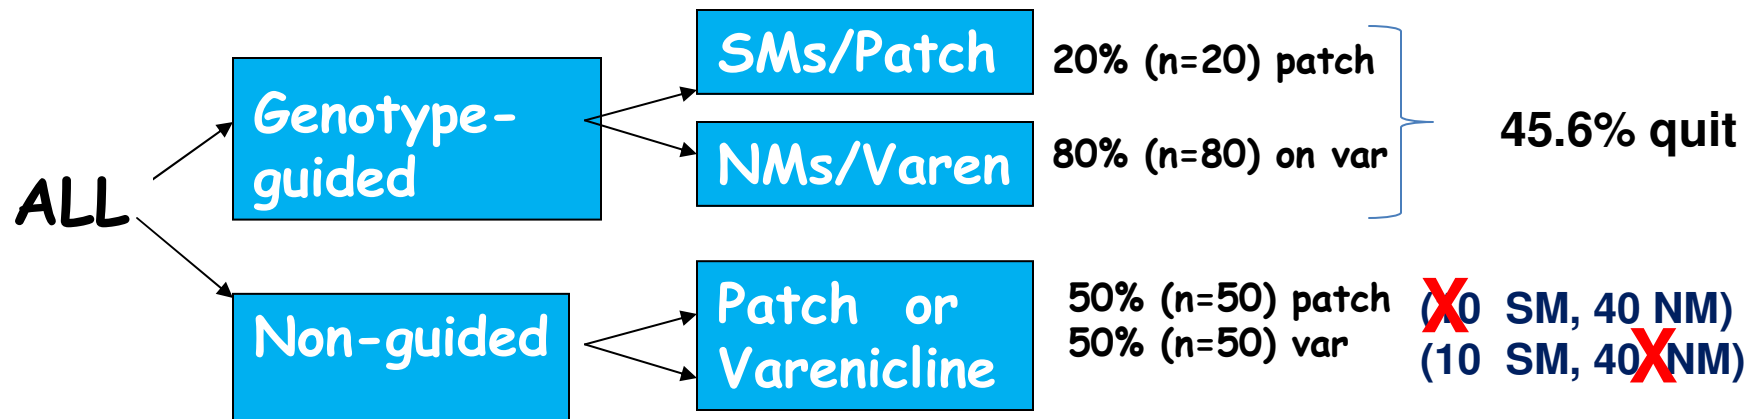 ALL
Genotype-
guided
SMs/Patch
20% (n=20) patch
NMs/Varen
80% (n=80) on var
45.6% quit
Non-guided
Patch or
Varenicline
50% (n=50) patch
50% (n=50) var
(10 SM, 40 NM)
X
(10 SM, 40 NM)
X